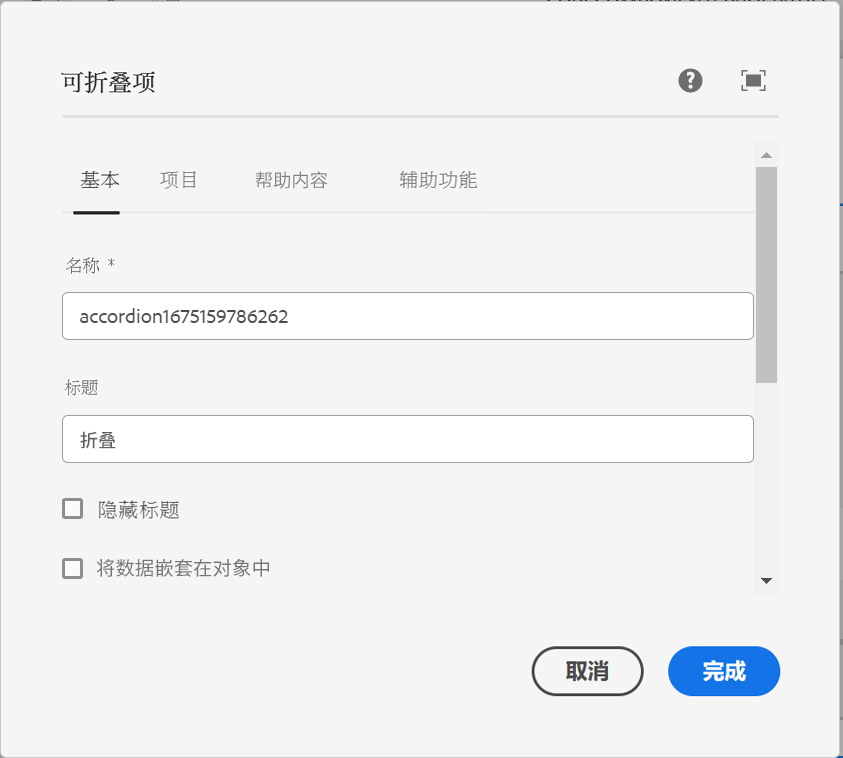 可折叠项
基本 项目 帮助内容 辅助功能
名称 *
accordion1675159786262
标题
折叠
隐藏标题
将数据嵌套在对象中
取消 完成